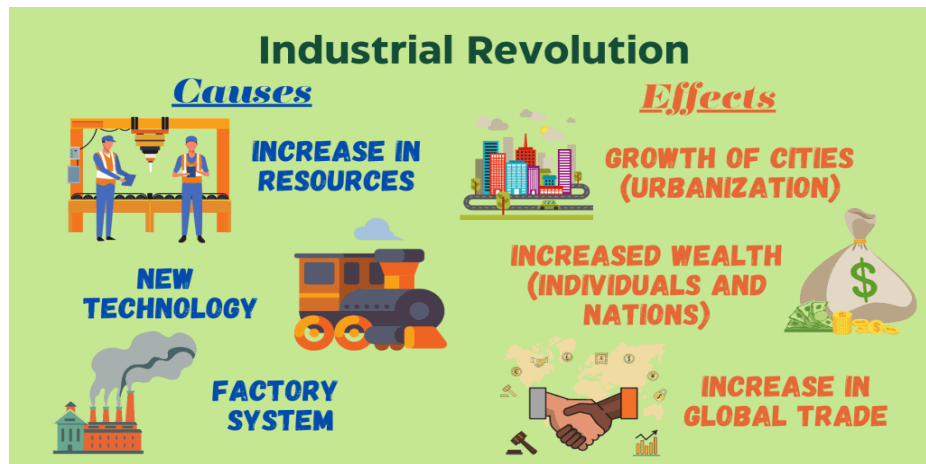 Industrial Revolution
Causes
INCREASE IN
RESOURCES
NEW
TECHNOLOGY
FACTORY
SYSTEM
Effects
GROWTH OF CITIES
(URBANIZATION)
INCREASED WEALTH
(INDIVIDUALS AND
NATIONS)
$
INCREASE IN
GLOBAL TRADE